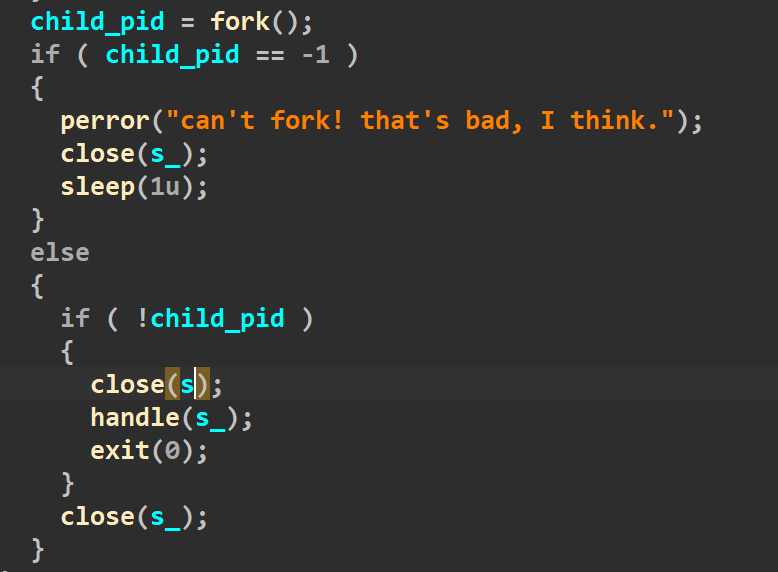 child_pid = fork();
if ( child_pid == -1 )
{
perror("can't fork! that's bad, I think.");
close(s_);
sleep(1u);
}
else
{
if ( !child_pid )
{
close(s);
handle(s_);
exit(0);
}
close(s_);
}